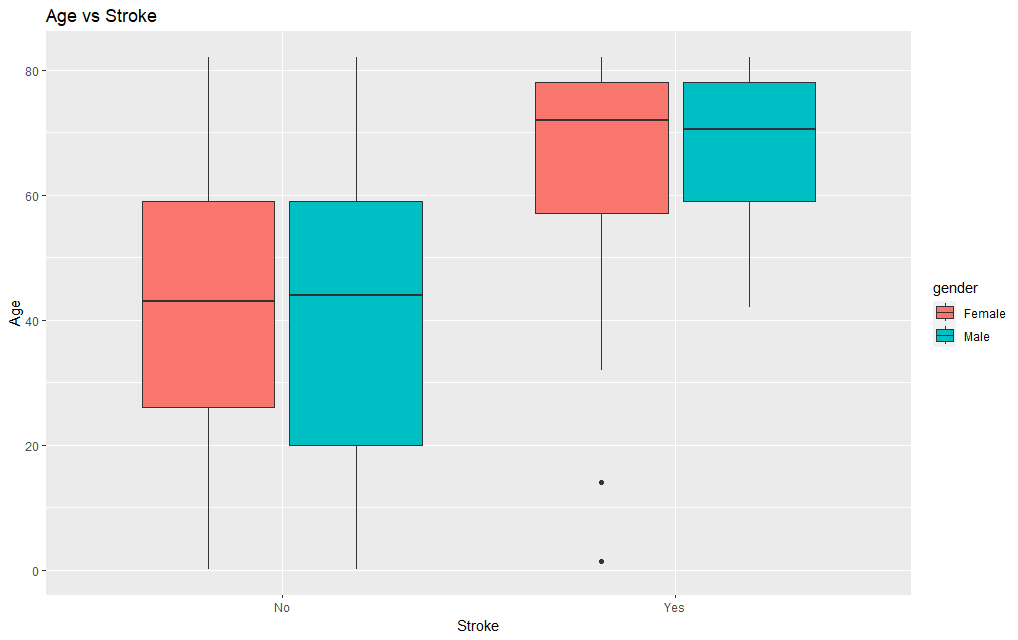 Age vs Stroke
80
60
40
20
0
Age
No
Yes
Stroke
gender
Female
Male